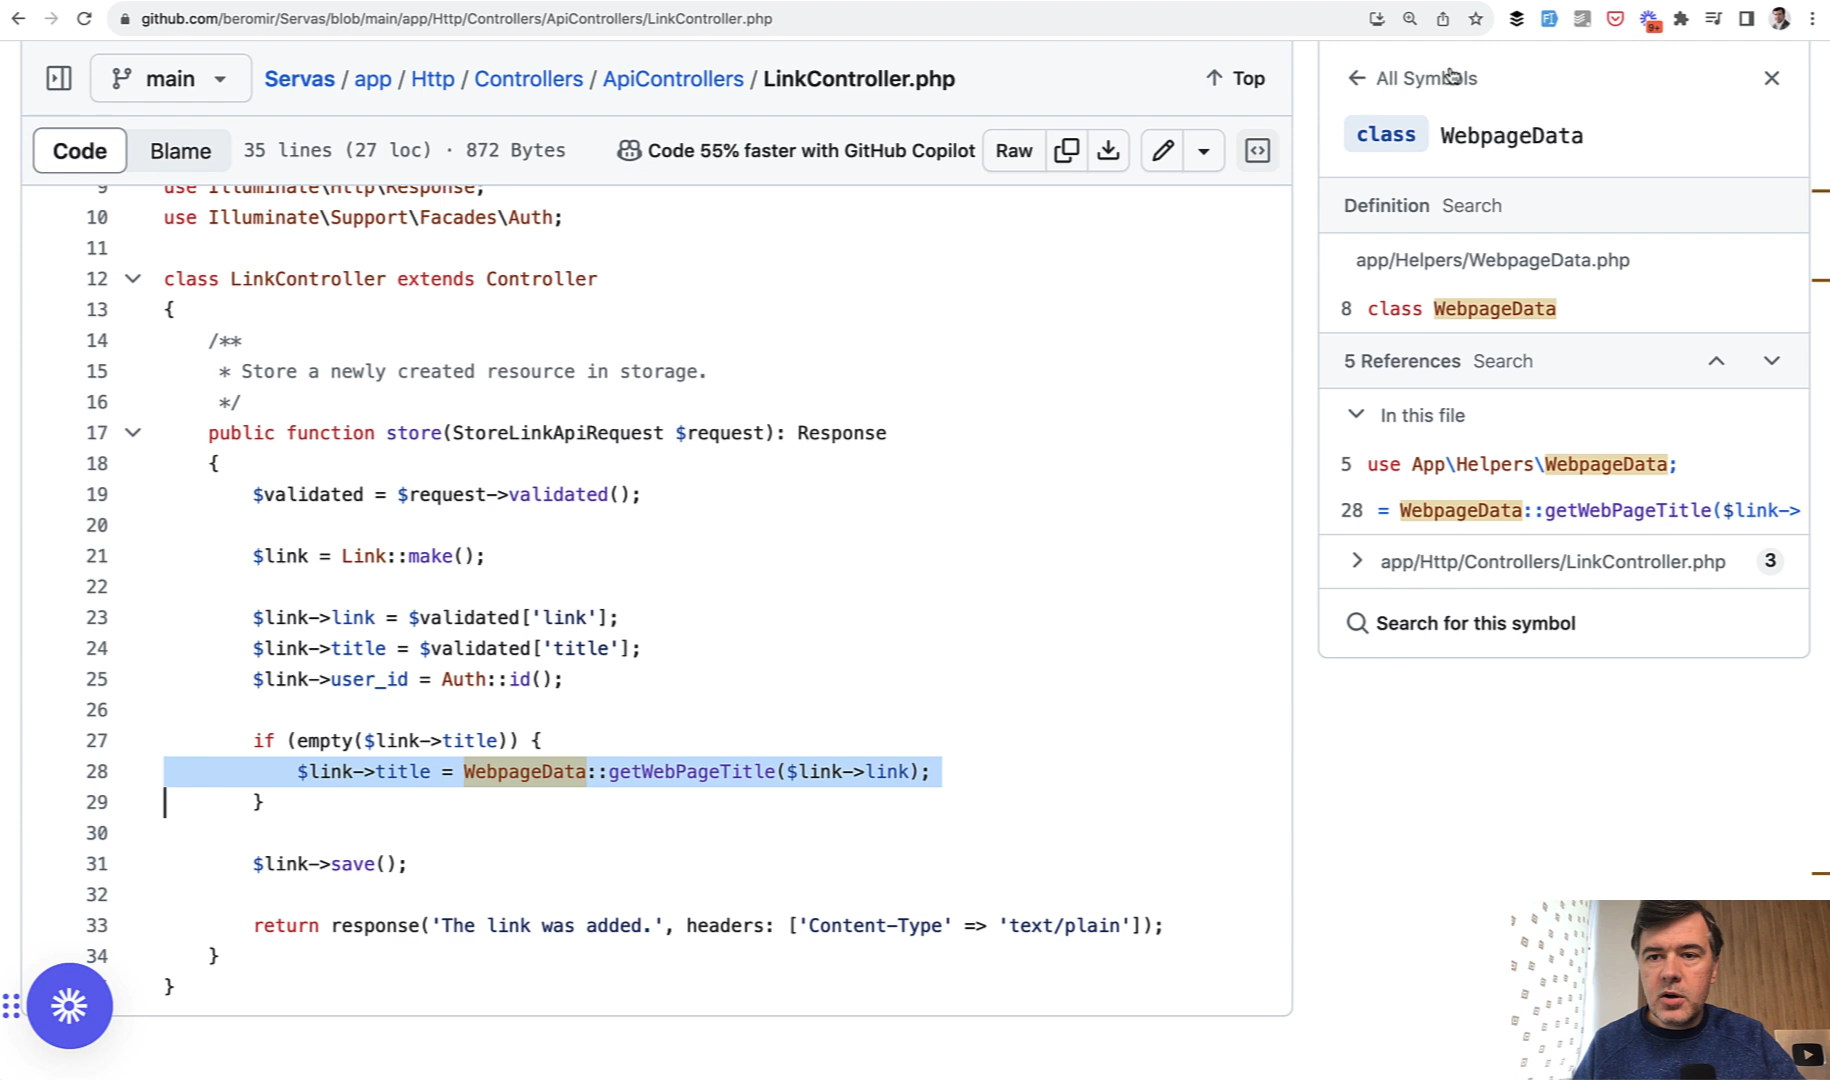 github.com/beromir/Servas/blob/main/app/Http/Controllers/ApiControllers/LinkController.php
9+
main
Servas / app / Http / Controllers / ApiControllers / LinkController.php
Top
Code
Blame
35 lines (27 loc) · 872 Bytes
Code 55% faster with GitHub Copilot
Raw
9 use Illuminate\Http\Response;
10 use Illuminate\Support\Facades\Auth;
11
12 class LinkController extends Controller
13 {
14 /**
15 * Store a newly created resource in storage.
16 */
17 public function store(StoreLinkApiRequest $request): Response
18 {
19 $validated = $request->validated();
20
21 $link = Link::make();
22
23 $link->link = $validated['link'];
24 $link->title = $validated['title'];
25 $link->user_id = Auth::id();
26
27 if (empty($link->title)) {
28 $link->title = WebpageData::getWebPageTitle($link->link);
29 }
30
31 $link->save();
32
33 return response('The link was added.', headers: ['Content-Type' => 'text/plain']);
34 }
}
All Symbols
class WebpageData
Definition Search
app/Helpers/WebpageData.php
8 class WebpageData
5 References Search
In this file
5 use App\Helpers\WebpageData;
28 = WebpageData::getWebPageTitle($link->
app/Http/Controllers/LinkController.php 3
Search for this symbol